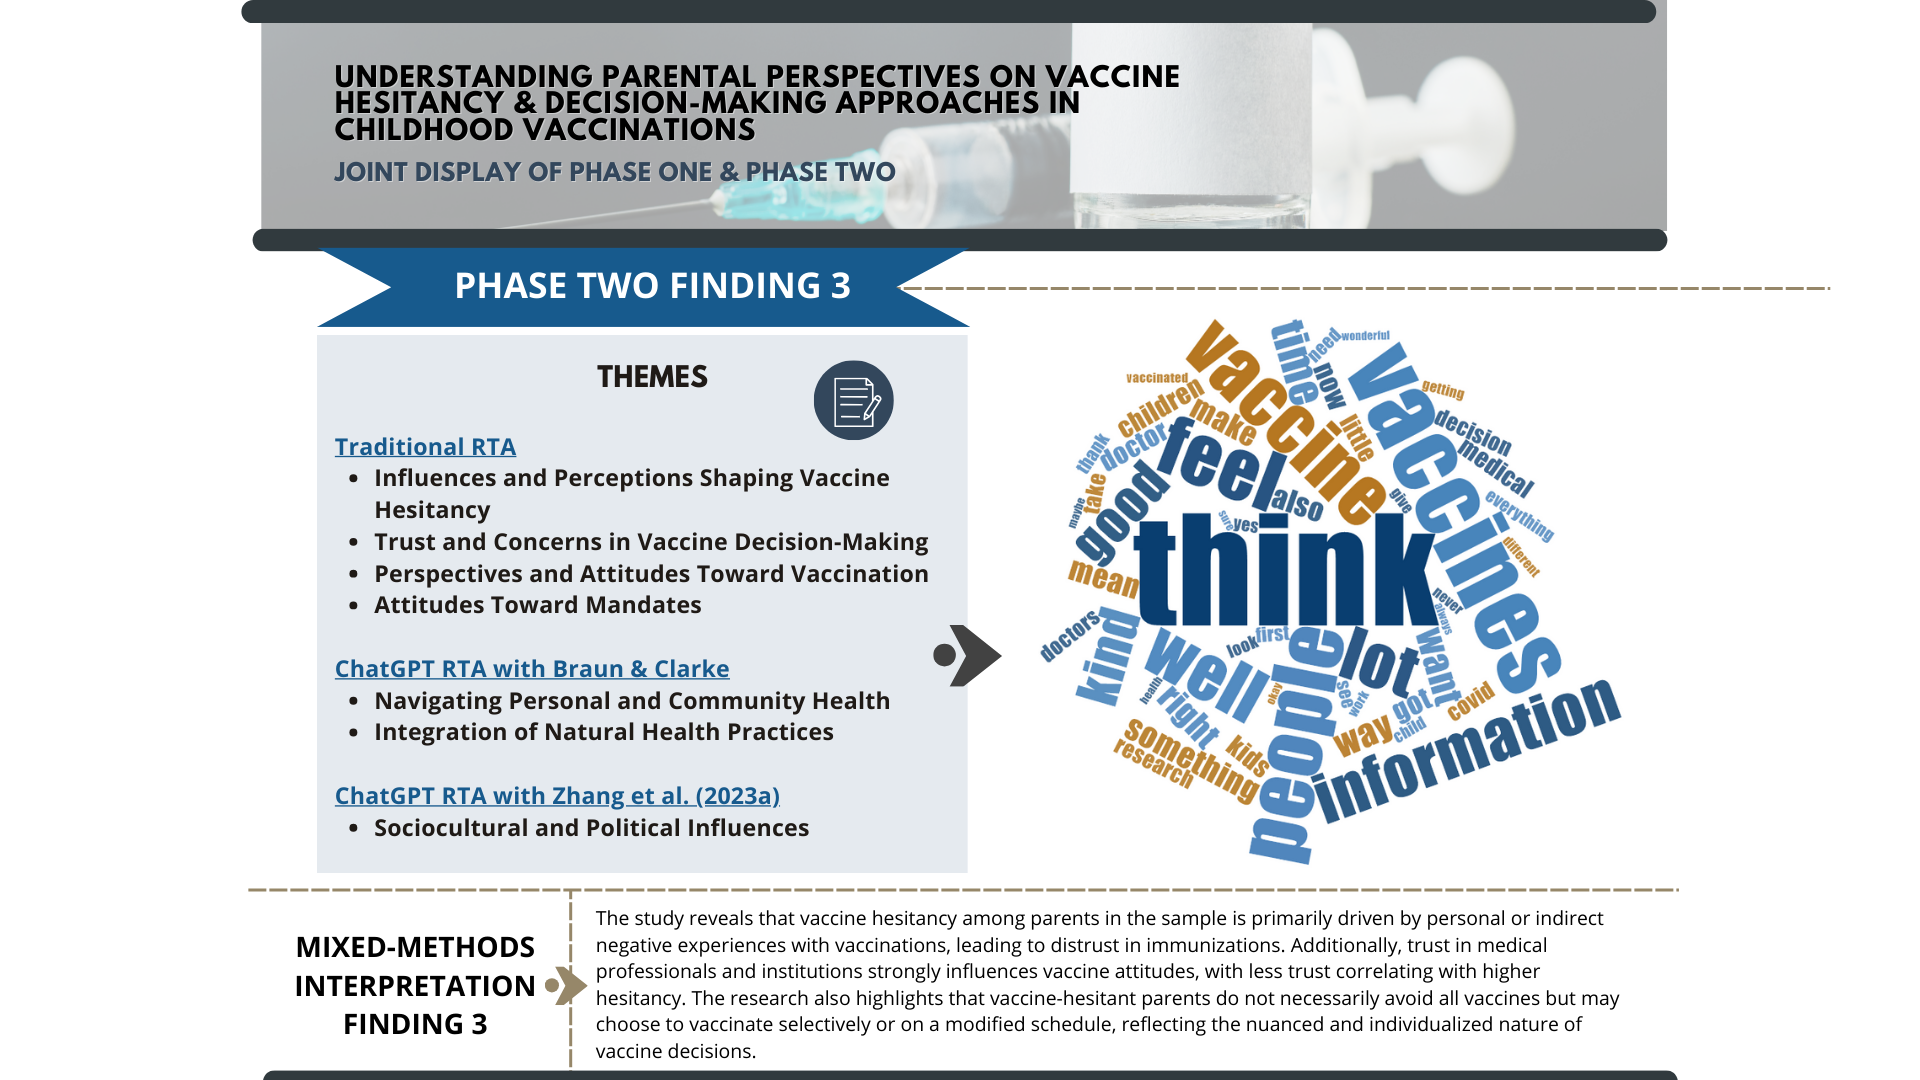 UNDERSTANDING PARENTAL PERSPECTIVES ON VACCINE
HESITANCY & DECISION-MAKING APPROACHES IN
CHILDHOOD VACCINATIONS
JOINT DISPLAY OF PHASE ONE & PHASE TWO
PHASE TWO FINDING 3
THEMES
Traditional RTA
• Influences and Perceptions Shaping Vaccine
Hesitancy
• Trust and Concerns in Vaccine Decision-Making
• Perspectives and Attitudes Toward Vaccination
• Attitudes Toward Mandates
ChatGPT RTA with Braun & Clarke
• Navigating Personal and Community Health
• Integration of Natural Health Practices
ChatGPT RTA with Zhang et al. (2023a)
• Sociocultural and Political Influences
vaccine
time
need
wonderful
now
vaccines
vaccinated
getting
children
make
little
decision
medical
thank
doctor
feel
also
give
everything
take
maybe
good
sure
yes
think
different
mean
never
always
doctors
kind
well
look
first
people
lot
want
health
right
okay
see
work
got
child
covid
way
something
research
kids
information
MIXED-METHODS
INTERPRETATION
FINDING 3
The study reveals that vaccine hesitancy among parents in the sample is primarily driven by personal or indirect
negative experiences with vaccinations, leading to distrust in immunizations. Additionally, trust in medical
professionals and institutions strongly influences vaccine attitudes, with less trust correlating with higher
hesitancy. The research also highlights that vaccine-hesitant parents do not necessarily avoid all vaccines but may
choose to vaccinate selectively or on a modified schedule, reflecting the nuanced and individualized nature of
vaccine decisions.